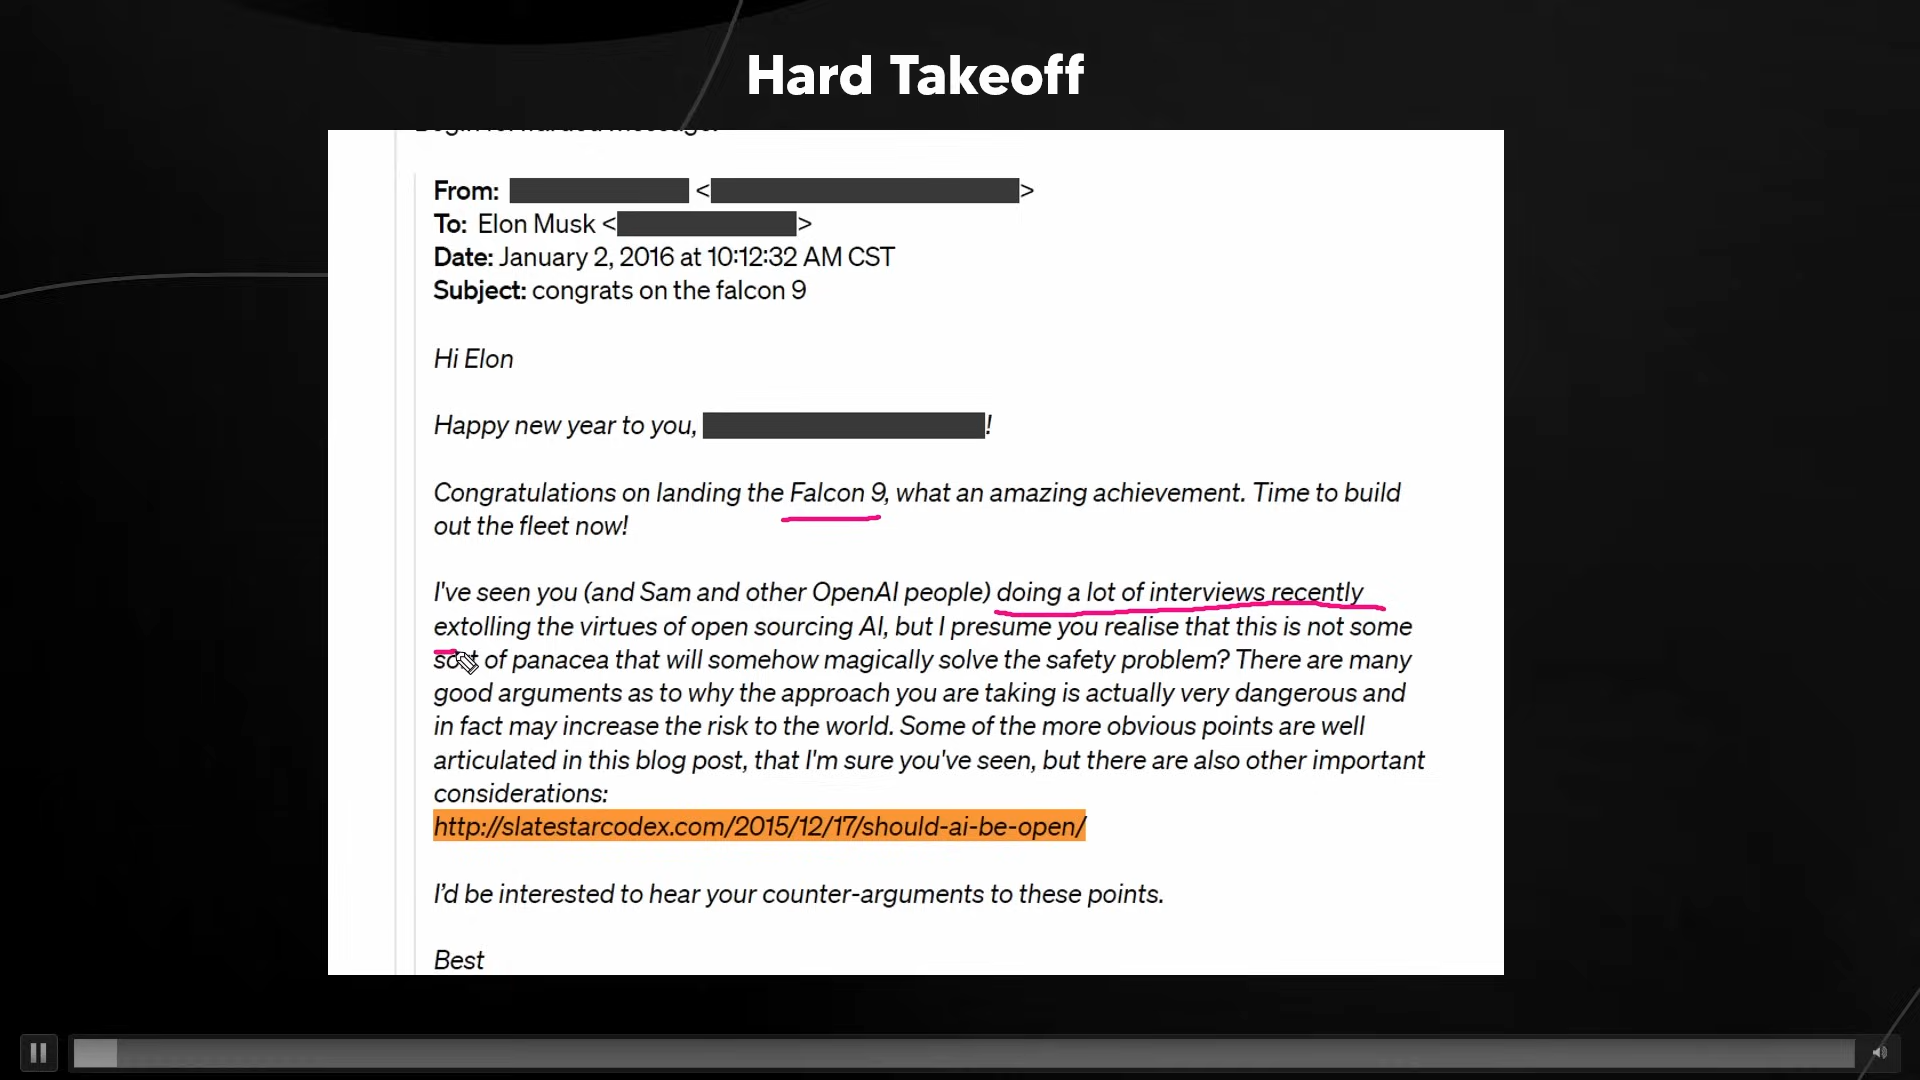 Hard Takeoff
Begin forwarded message:
From: < >
To: Elon Musk < >
Date: January 2, 2016 at 10:12:32 AM CST
Subject: congrats on the falcon 9
Hi Elon
Happy new year to you, !
Congratulations on landing the Falcon 9, what an amazing achievement. Time to build
out the fleet now!
I've seen you (and Sam and other OpenAI people) doing a lot of interviews recently
extolling the virtues of open sourcing AI, but I presume you realise that this is not some
sort of panacea that will somehow magically solve the safety problem? There are many
good arguments as to why the approach you are taking is actually very dangerous and
in fact may increase the risk to the world. Some of the more obvious points are well
articulated in this blog post, that I'm sure you've seen, but there are also other important
considerations:
http://slatestarcodex.com/2015/12/17/should-ai-be-open/
I’d be interested to hear your counter-arguments to these points.
Best